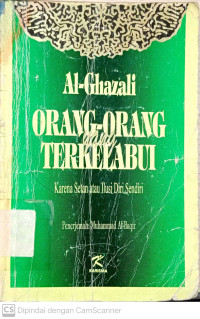 Al-Ghazali
ORANG-ORANG
yang
TERKELABUI
Karena Setan atau Ilusi Diri Sendiri
Penerjemah: Muhammad Al-Baqir
KARISMA
CS Dipindai dengan CamScanner